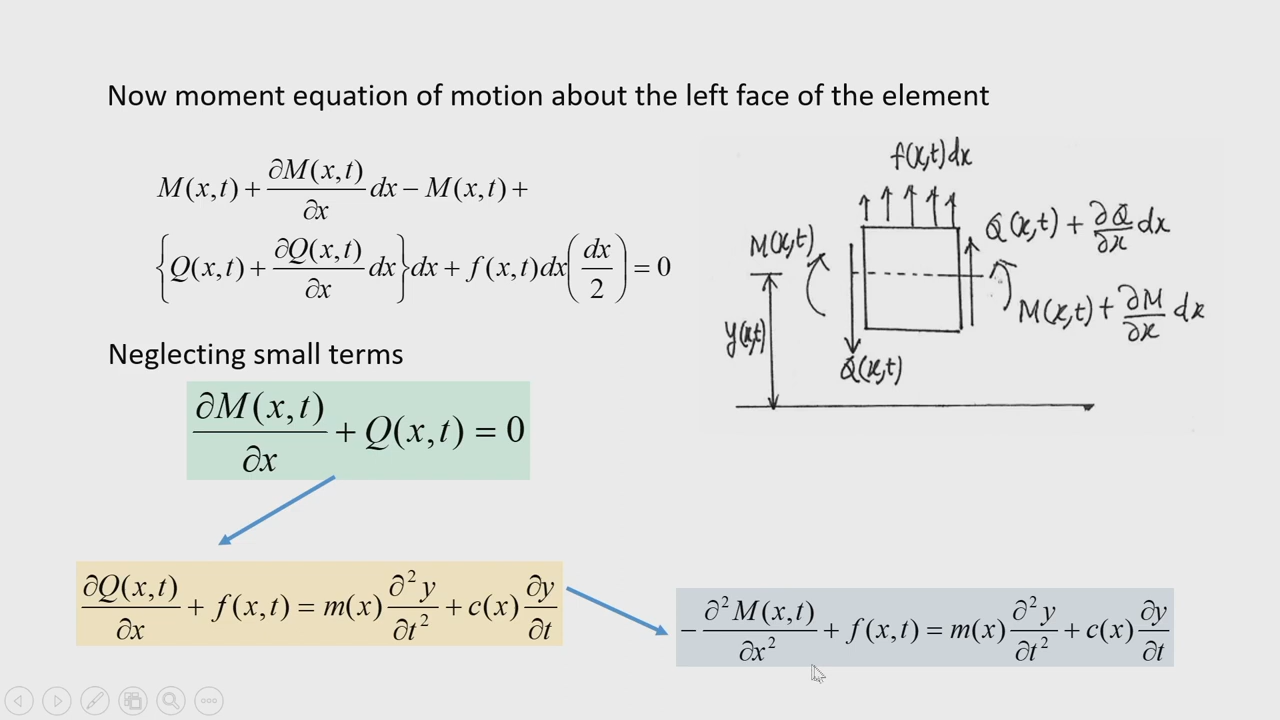 Now moment equation of motion about the left face of the element
M(x,t) + ∂M(x,t)/∂x dx − M(x,t) +
{Q(x,t) + ∂Q(x,t)/∂x dx}dx + f(x,t)dx(dx/2) = 0
f(x,t)dx
Q(x,t) + ∂Q/∂x dx
M(x,t)
M(x,t) + ∂M/∂x dx
y(x,t)
Q(x,t)
Neglecting small terms
∂M(x,t)/∂x + Q(x,t) = 0
∂Q(x,t)/∂x + f(x,t) = m(x) ∂²y/∂t² + c(x) ∂y/∂t
− ∂²M(x,t)/∂x² + f(x,t) = m(x) ∂²y/∂t² + c(x) ∂y/∂t